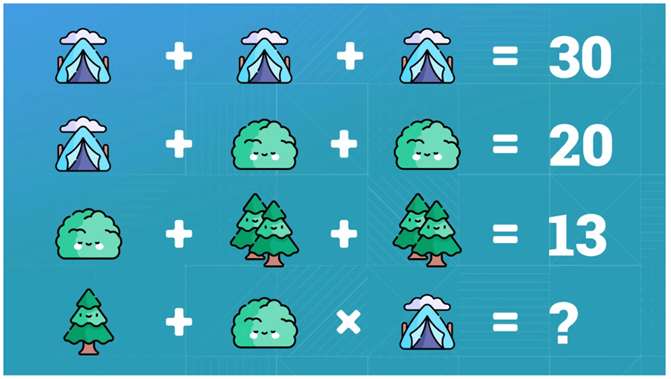 + + = 30
+ + = 20
+ + = 13
+ × = ?